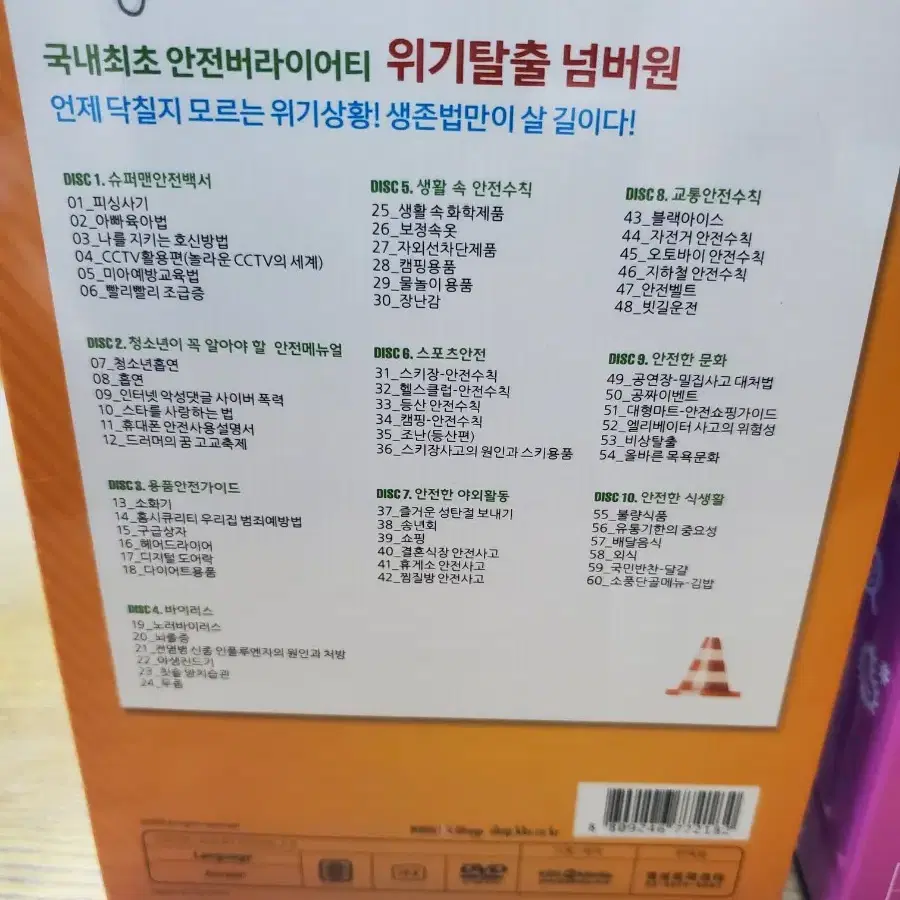 국내최초 안전버라이어티 위기탈출 넘버원
언제 닥칠지 모르는 위기상황! 생존법만이 살 길이다!
DISC 1. 슈퍼맨안전백서
01_피싱사기
02_아빠육아법
03_나를 지키는 호신방법
04_CCTV활용편(놀라운 CCTV의 세계)
05_미아예방교육법
06_빨리빨리 조급증
DISC 2. 청소년이 꼭 알아야 할 안전메뉴얼
07_청소년흡연
08_흡연
09_인터넷 악성댓글 사이버 폭력
10_스타를 사랑하는 법
11_휴대폰 안전사용설명서
12_드러머의 꿈 고교축제
DISC 3. 용품안전가이드
13_소화기
14_홈시큐리티 우리집 범죄예방법
15_구급상자
16_헤어드라이어
17_디지털 도어락
18_다이어트용품
DISC 4. 바이러스
19_노러바이러스
20_뇌졸중
21_전염병 신종 인플루엔자의 원인과 처방
22_야생진드기
23_칫솔 양치습관
24_두통
DISC 5. 생활 속 안전수칙
25_생활 속 화학제품
26_보정속옷
27_자외선차단제품
28_캠핑용품
29_물놀이 용품
30_장난감
DISC 6. 스포츠안전
31_스키장-안전수칙
32_헬스클럽-안전수칙
33_등산 안전수칙
34_캠핑-안전수칙
35_조난(등산편)
36_스키장사고의 원인과 스키용품
DISC 7. 안전한 야외활동
37_즐거운 성탄절 보내기
38_송년회
39_쇼핑
40_결혼식장 안전사고
41_휴게소 안전사고
42_찜질방 안전사고
DISC 8. 교통안전수칙
43_블랙아이스
44_자전거 안전수칙
45_오토바이 안전수칙
46_지하철 안전수칙
47_안전벨트
48_빗길운전
DISC 9. 안전한 문화
49_공연장-밀집사고 대처법
50_공짜이벤트
51_대형마트-안전쇼핑가이드
52_엘리베이터 사고의 위험성
53_비상탈출
54_올바른 목욕문화
DISC 10. 안전한 식생활
55_불량식품
56_유통기한의 중요성
57_배달음식
58_외식
59_국민반찬-달걀
60_소풍단골메뉴-김밥
8 809246 772182
Language
Korean
DVD